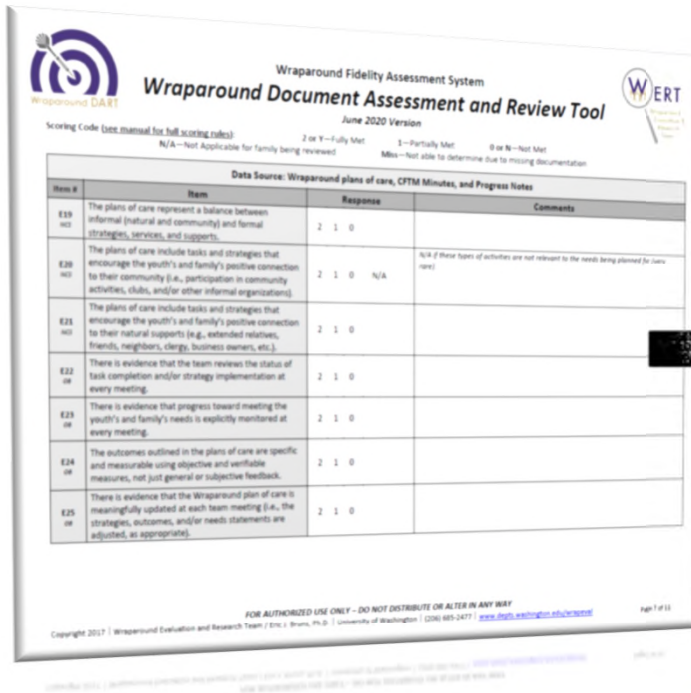 Wraparound Fidelity Assessment System
Wraparound Document Assessment and Review Tool
June 2020 Version
Wraparound DART
WERT
Scoring Code (see manual for full scoring rules):
2 or Y—Fully Met 1—Partially Met 0 or N—Not Met
N/A—Not Applicable for family being reviewed Miss—Not able to determine due to missing documentation
Data Source: Wraparound plans of care, CFTM Minutes, and Progress Notes
Item # Item Response Comments
E19
The plans of care represent a balance between
informal (natural and community) and formal
strategies, services, and supports.
2 1 0
E20
The plans of care include tasks and strategies that
encourage the youth's and family's positive connection
to their community (i.e., participation in community
activities, clubs, and/or other informal organizations).
2 1 0 N/A
N/A if these types of activities are not relevant to the needs being planned for (very
rare)
E21
The plans of care include tasks and strategies that
encourage the youth's and family's positive connection
to their natural supports (e.g., extended relatives,
friends, neighbors, clergy, business owners, etc.).
2 1 0
E22
There is evidence that the team reviews the status of
task completion and/or strategy implementation at
every meeting.
2 1 0
E23
There is evidence that progress toward meeting the
youth's and family's needs is explicitly monitored at
every meeting.
2 1 0
E24
The outcomes outlined in the plans of care are specific
and measurable using objective and verifiable
measures, not just general or subjective feedback.
2 1 0
E25
There is evidence that the Wraparound plan of care is
meaningfully updated at each team meeting (i.e., the
strategies, outcomes, and/or needs statements are
adjusted, as appropriate).
2 1 0
FOR AUTHORIZED USE ONLY – DO NOT DISTRIBUTE OR ALTER IN ANY WAY
Copyright 2017 | Wraparound Evaluation and Research Team / Eric J. Bruns, Ph.D. | University of Washington | (206) 685-2477 | www.depts.washington.edu/wrapeval